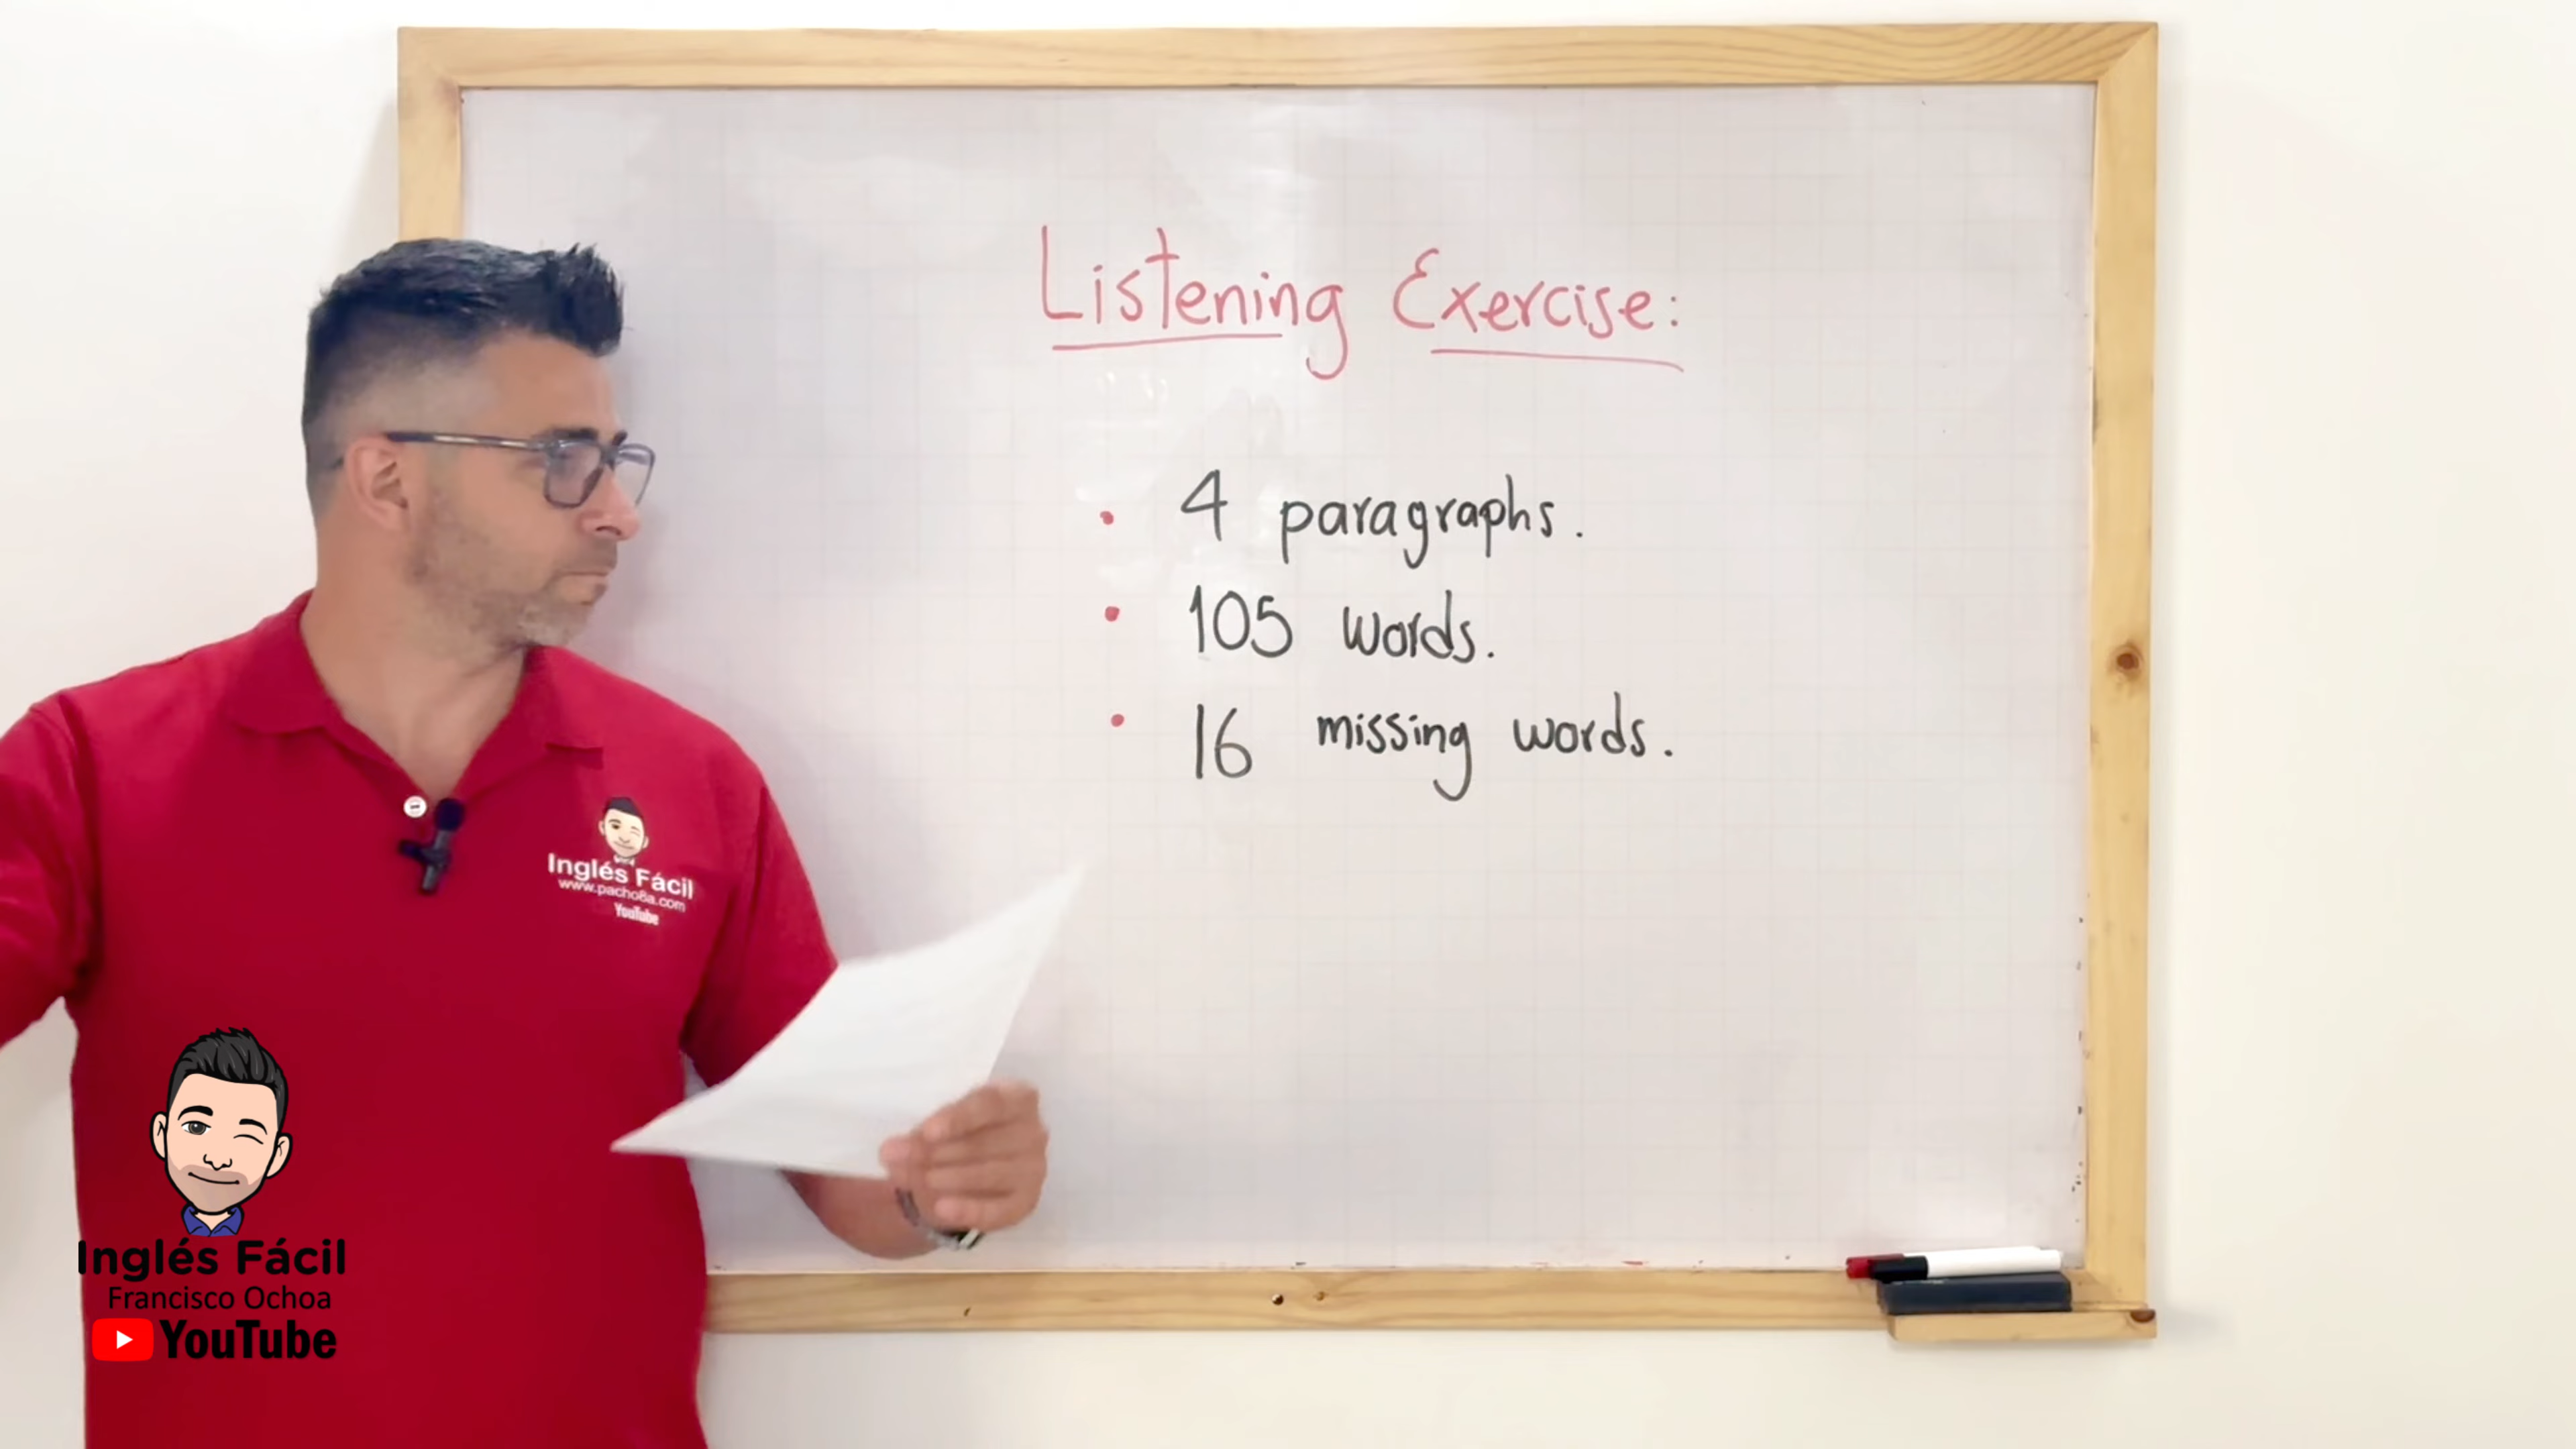 Listening Exercise:
• 4 paragraphs.
• 105 words.
• 16 missing words.
Inglés Fácil
www.pacho8a.com
YouTube
Inglés Fácil
Francisco Ochoa
YouTube